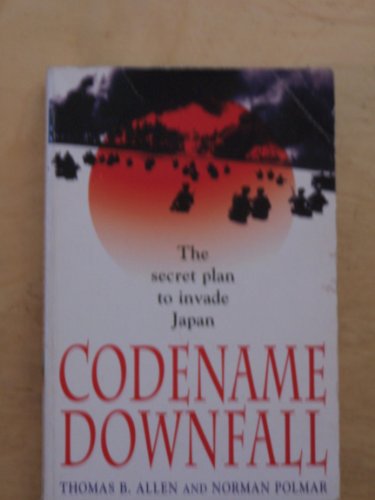 The
secret plan
to invade
Japan
CODENAME
DOWNFALL
THOMAS B. ALLEN AND NORMAN POLMAR